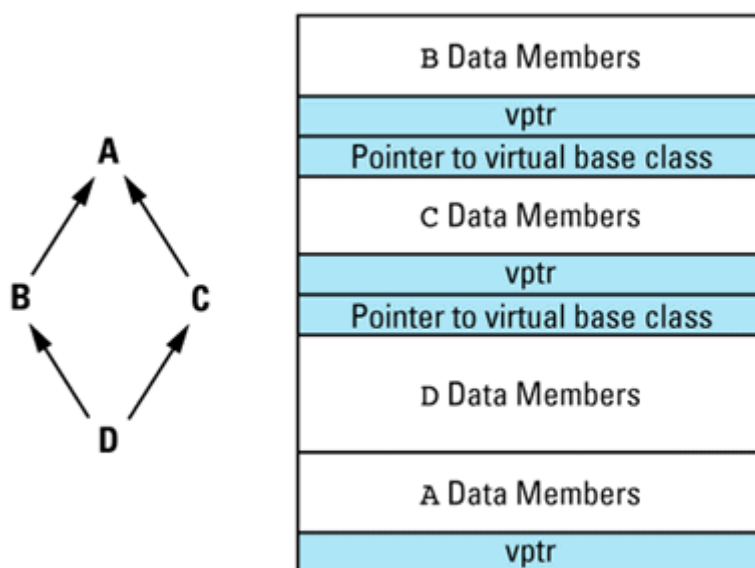 A
B
C
D
B Data Members
vptr
Pointer to virtual base class
C Data Members
vptr
Pointer to virtual base class
D Data Members
A Data Members
vptr